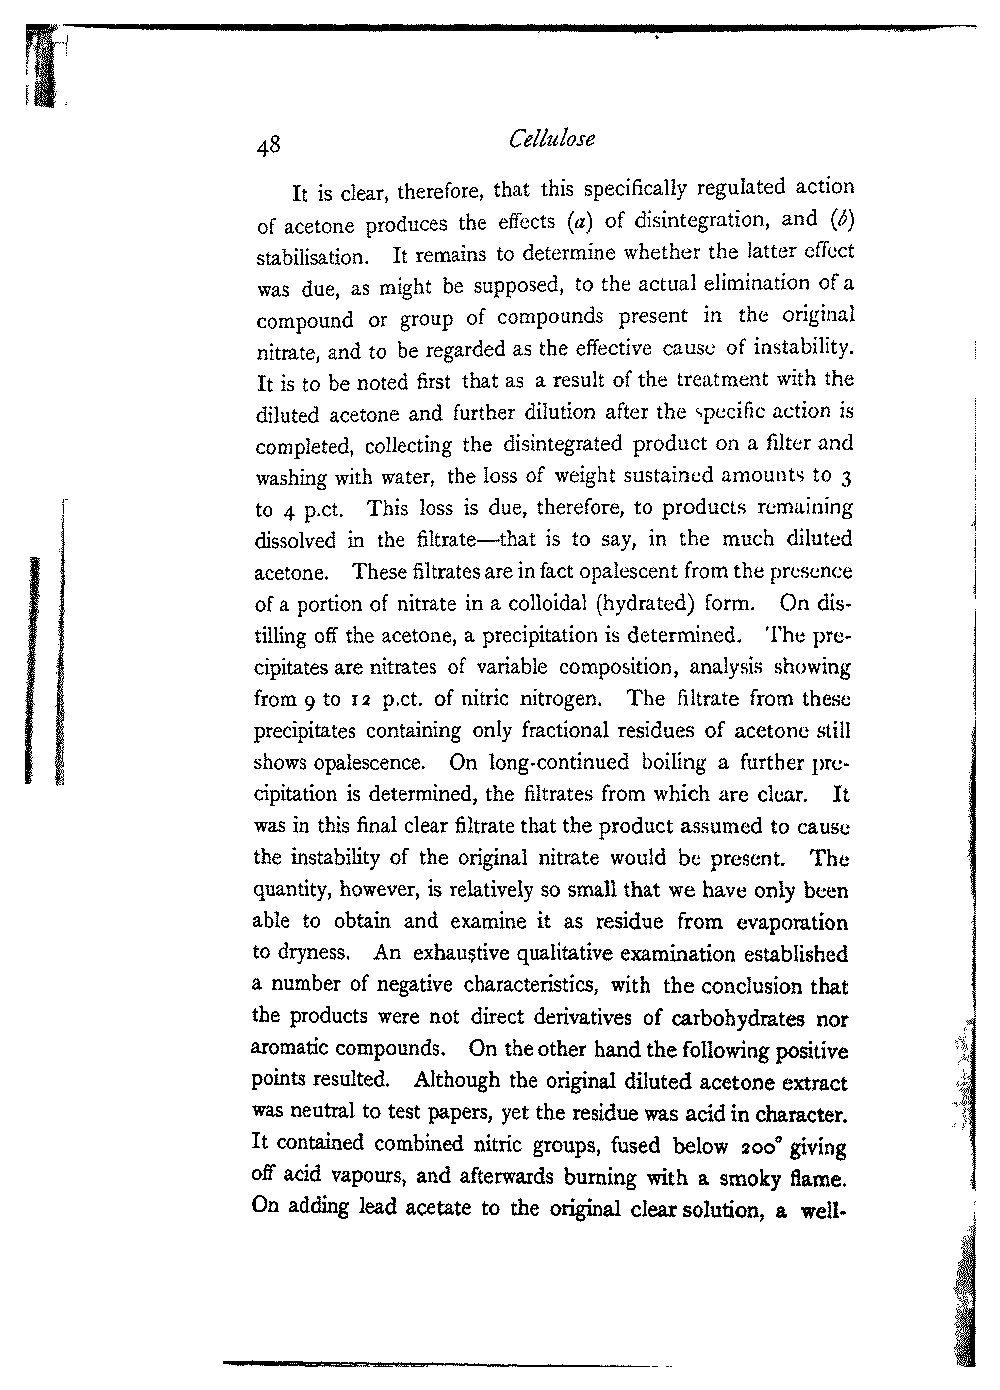 48 Cellulose
It is clear, therefore, that this specifically regulated action
of acetone produces the effects (a) of disintegration, and (b)
stabilisation. It remains to determine whether the latter effect
was due, as might be supposed, to the actual elimination of a
compound or group of compounds present in the original
nitrate, and to be regarded as the effective cause of instability.
It is to be noted first that as a result of the treatment with the
diluted acetone and further dilution after the specific action is
completed, collecting the disintegrated product on a filter and
washing with water, the loss of weight sustained amounts to 3
to 4 p.ct. This loss is due, therefore, to products remaining
dissolved in the filtrate—that is to say, in the much diluted
acetone. These filtrates are in fact opalescent from the presence
of a portion of nitrate in a colloidal (hydrated) form. On dis-
tilling off the acetone, a precipitation is determined. The pre-
cipitates are nitrates of variable composition, analysis showing
from 9 to 12 p.ct. of nitric nitrogen. The filtrate from these
precipitates containing only fractional residues of acetone still
shows opalescence. On long-continued boiling a further pre-
cipitation is determined, the filtrates from which are clear. It
was in this final clear filtrate that the product assumed to cause
the instability of the original nitrate would be present. The
quantity, however, is relatively so small that we have only been
able to obtain and examine it as residue from evaporation
to dryness. An exhaustive qualitative examination established
a number of negative characteristics, with the conclusion that
the products were not direct derivatives of carbohydrates nor
aromatic compounds. On the other hand the following positive
points resulted. Although the original diluted acetone extract
was neutral to test papers, yet the residue was acid in character.
It contained combined nitric groups, fused below 200° giving
off acid vapours, and afterwards burning with a smoky flame.
On adding lead acetate to the original clear solution, a well-